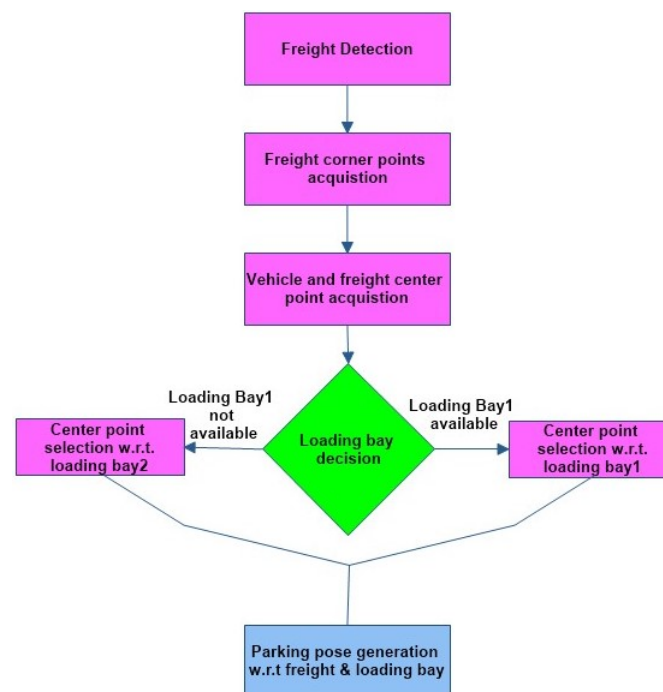 Freight Detection
Freight corner points
acquistion
Vehicle and freight center
point acquistion
Loading Bay1
not
available
Loading Bay1
available
Center point
selection w.r.t.
loading bay2
Loading bay
decision
Center point
selection w.r.t.
loading bay1
Parking pose generation
w.r.t freight & loading bay